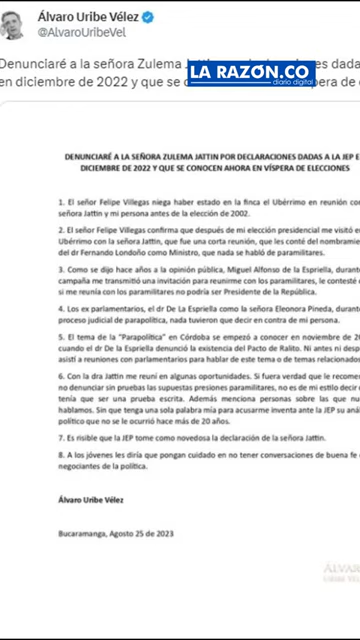 Álvaro Uribe Vélez
@AlvaroUribeVel
Denunciaré a la señora Zulema dada
LA RAZÓN.CO
diario digital
en diciembre de 2022 y que se de
DENUNCIARÉ A LA SEÑORA ZULEMA JATTIN POR DECLARACIONES DADAS A LA JEP E
DICIEMBRE DE 2022 Y QUE SE CONOCEN AHORA EN VÍSPERA DE ELECCIONES
1. El señor Felipe Villegas niega haber estado en la finca el Ubérrimo en reunión co
señora Jattin y mi persona antes de la elección de 2002.
2. El señor Felipe Villegas confirma que después de mi elección presidencial me visitó e
Ubérrimo con la señora Jattin, que fue una corta reunión, que les conté del nombramie
del dr Fernando Londoño como Ministro, que nada se habló de paramilitares.
3. Como se dijo hace años a la opinión pública, Miguel Alfonso de la Espriella, durant
campaña me transmitió una invitación para reunirme con paramilitares, le contesté
si me reunía con los paramilitares no podría ser Presidente de la República.
4. Los ex parlamentarios, el dr De la Espriella como la señora Eleonora Pineda, durant
proceso judicial de parapolítica, nada tuvieron que decir en contra de mi persona.
5. El tema de la "Parapolítica" en Córdoba se empezó a conocer en noviembre de 20
cuando el dr De la Espriella denunció la existencia del Pacto de Ralito. Ni antes ni desp
asistí a reuniones con parlamentarios para hablar de este tema o de temas relacionados
6. Con la dra Jattin me reuní en algunas oportunidades. Si fuera verdad que le recome
no denunciar sin pruebas las supuestas presiones paramilitares, no es de mi estilo decir
tenía que ser una prueba escrita. Además menciona personas sobre las que nu
hablamos. Sin que tenga una sola palabra mía para acusarme inventa ante la JEP su aná
político que no se le ocurrió hace más de 20 años.
7. Es risible que la JEP tome como novedosa la declaración de la señora Jattin.
8. A los jóvenes les diría que pongan cuidado en no tener conversaciones de buena fe
negociantes de la política.
Álvaro Uribe Vélez
Bucaramanga, Agosto 25 de 2023